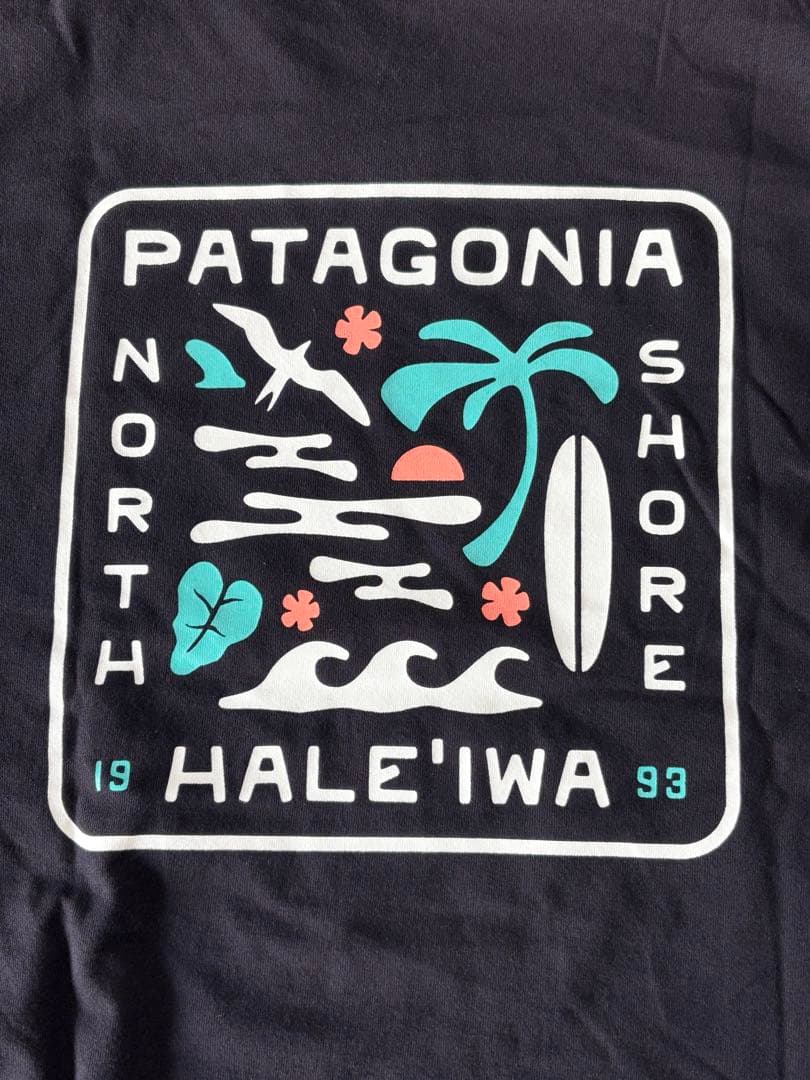 PATAGONIA
NORTH
SHORE
19 HALE'IWA 93